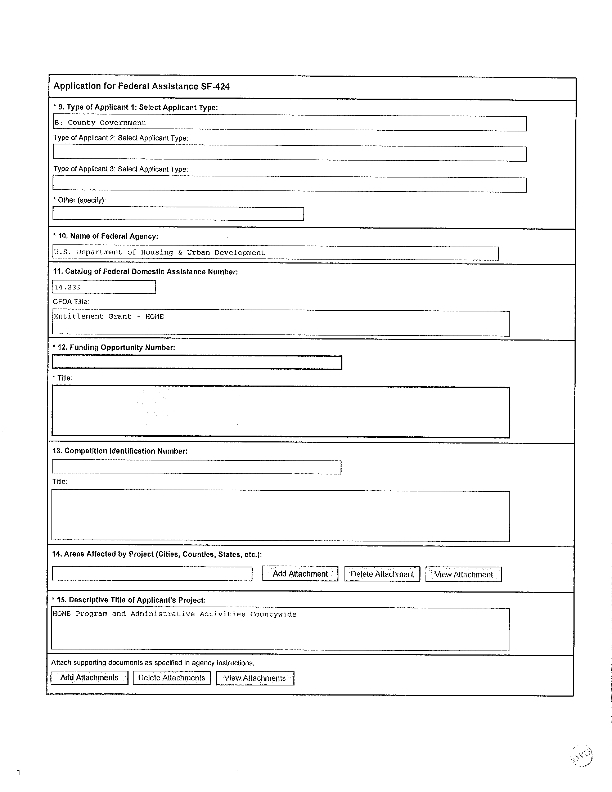 Application for Federal Assistance SF-424
* 9. Type of Applicant 1: Select Applicant Type:
B: County Government
Type of Applicant 2: Select Applicant Type:
Type of Applicant 3: Select Applicant Type:
* Other (specify):
* 10. Name of Federal Agency:
U.S. Department of Housing & Urban Development
11. Catalog of Federal Domestic Assistance Number:
CFDA Title:
Entitlement Grant - HOME
* 12. Funding Opportunity Number:
* Title:
13. Competition Identification Number:
Title:
14. Areas Affected by Project (Cities, Counties, States, etc.):
Add Attachment Delete Attachment View Attachment
* 15. Descriptive Title of Applicant's Project:
HOME Program and Administrative Activities Countywide
Attach supporting documents as specified in agency instructions.
Add Attachments Delete Attachments View Attachments